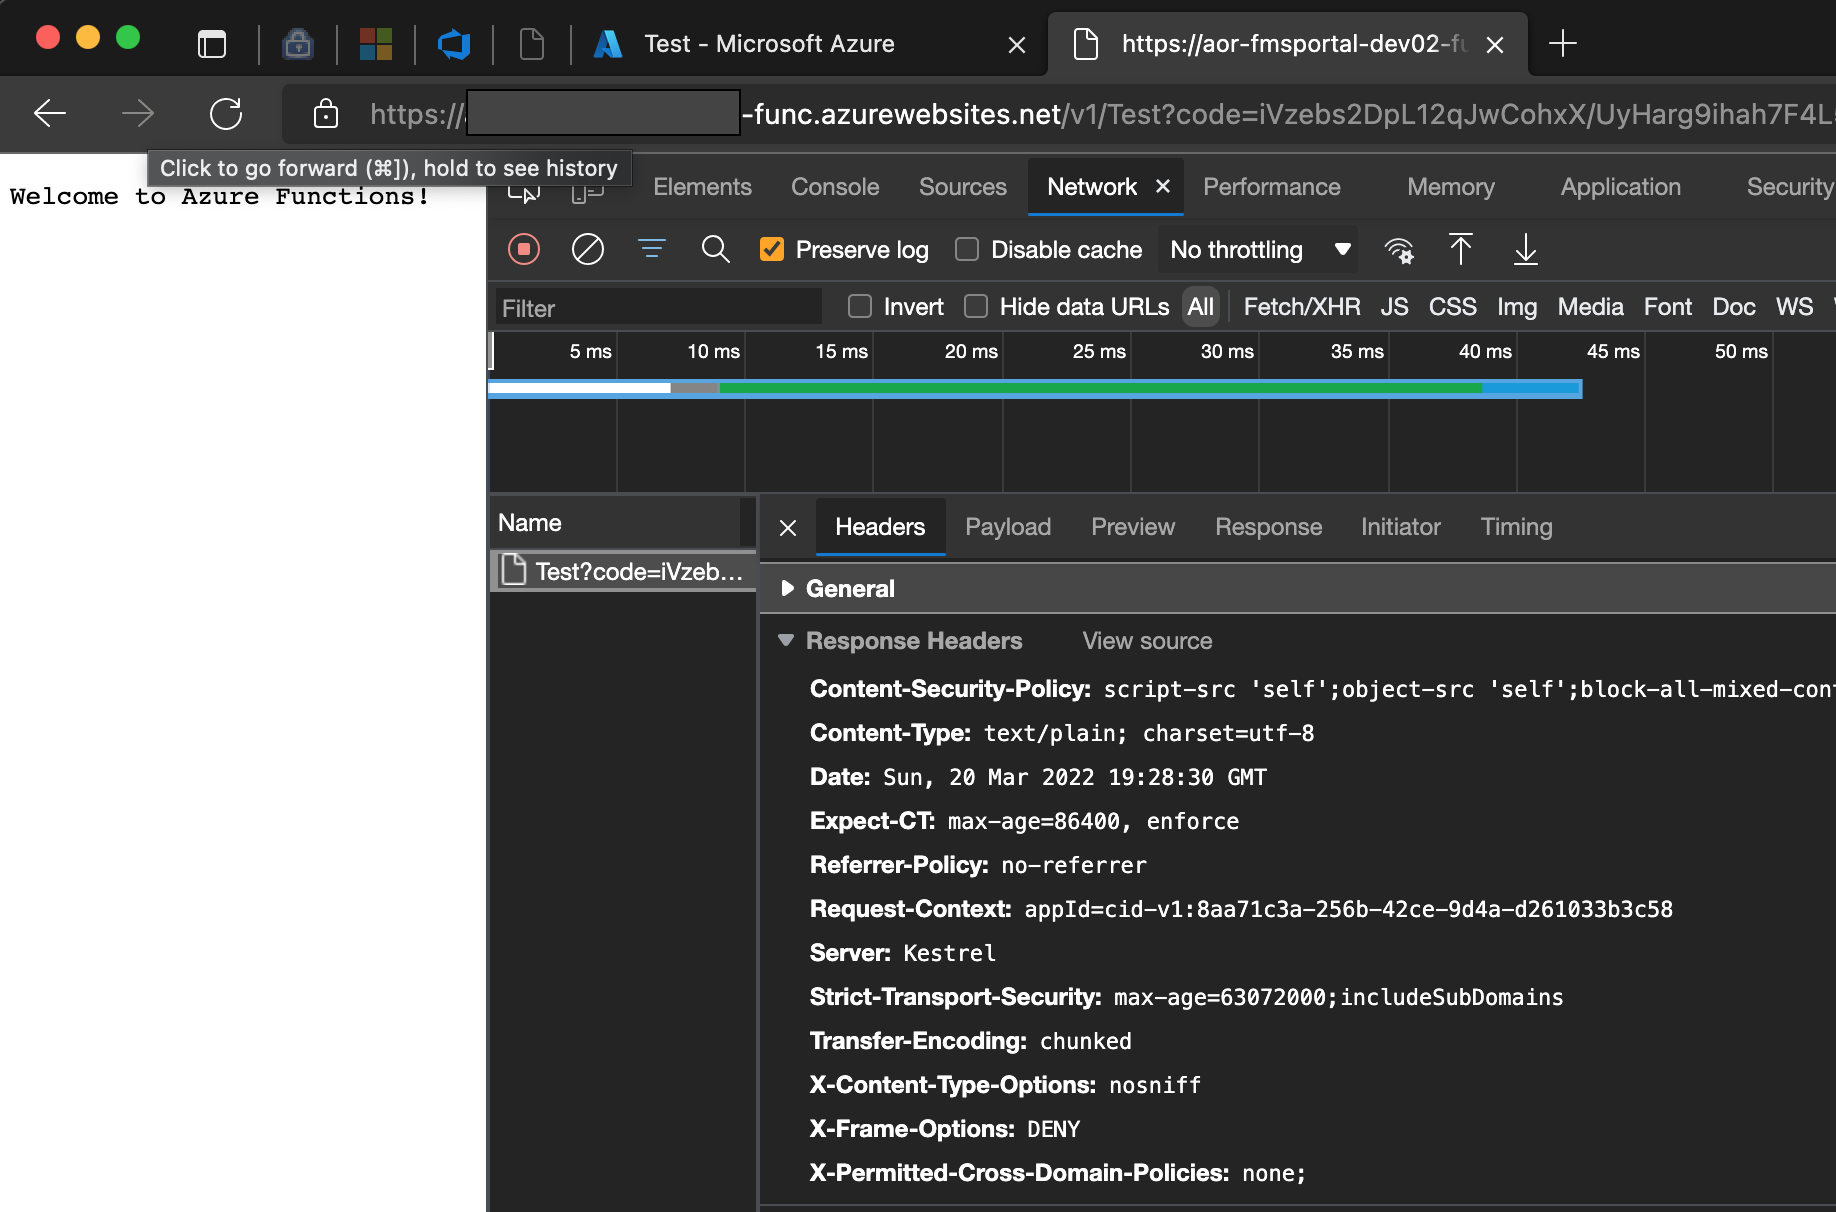 Test - Microsoft Azure
https://aor-fmsportal-dev02-fu
https://
-func.azurewebsites.net/v1/Test?code=iVzebs2DpL12qJwCohxX/UyHarg9ihah7F4L
Click to go forward (⌘]), hold to see history
Welcome to Azure Functions!
Elements Console Sources Network Performance Memory Application Security
Preserve log Disable cache No throttling
Filter Invert Hide data URLs All Fetch/XHR JS CSS Img Media Font Doc WS
5 ms 10 ms 15 ms 20 ms 25 ms 30 ms 35 ms 40 ms 45 ms 50 ms
Name Headers Payload Preview Response Initiator Timing
Test?code=iVzeb...
General
Response Headers View source
Content-Security-Policy: script-src 'self';object-src 'self';block-all-mixed-con
Content-Type: text/plain; charset=utf-8
Date: Sun, 20 Mar 2022 19:28:30 GMT
Expect-CT: max-age=86400, enforce
Referrer-Policy: no-referrer
Request-Context: appId=cid-v1:8aa71c3a-256b-42ce-9d4a-d261033b3c58
Server: Kestrel
Strict-Transport-Security: max-age=63072000;includeSubDomains
Transfer-Encoding: chunked
X-Content-Type-Options: nosniff
X-Frame-Options: DENY
X-Permitted-Cross-Domain-Policies: none;